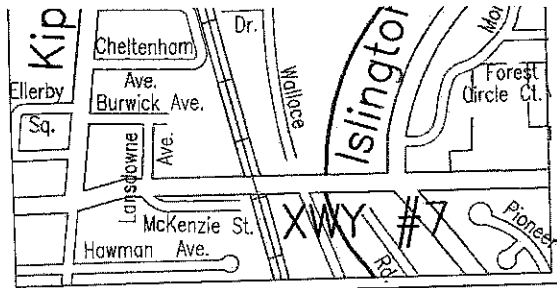 Kip
Cheltenham
Ave.
Dr.
Wallace
Islington
Forest
Circle Ct.
Ellerby
Sq.
Burwick Ave.
Lansdowne
Ave.
McKenzie St.
Hawman Ave.
XWY #7
Rd.
Pioneer